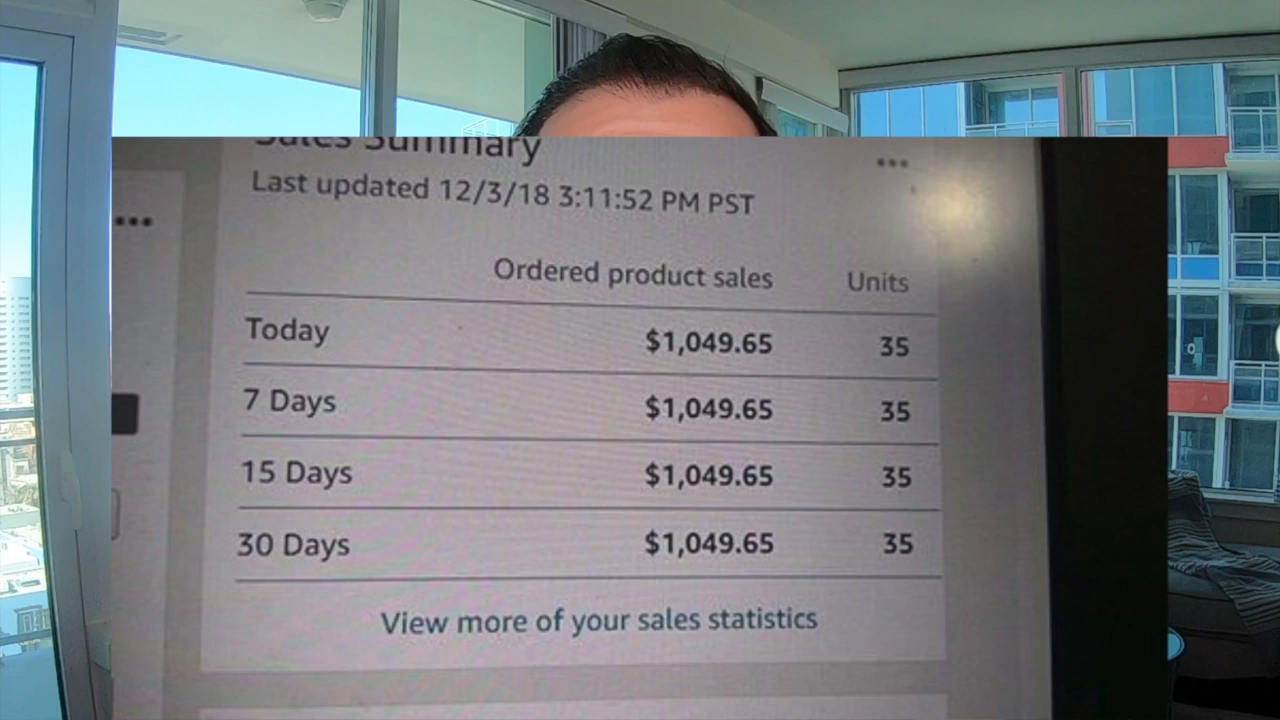 Sales Summary
Last updated 12/3/18 3:11:52 PM PST
Ordered product sales Units
Today $1,049.65 35
7 Days $1,049.65 35
15 Days $1,049.65 35
30 Days $1,049.65 35
View more of your sales statistics